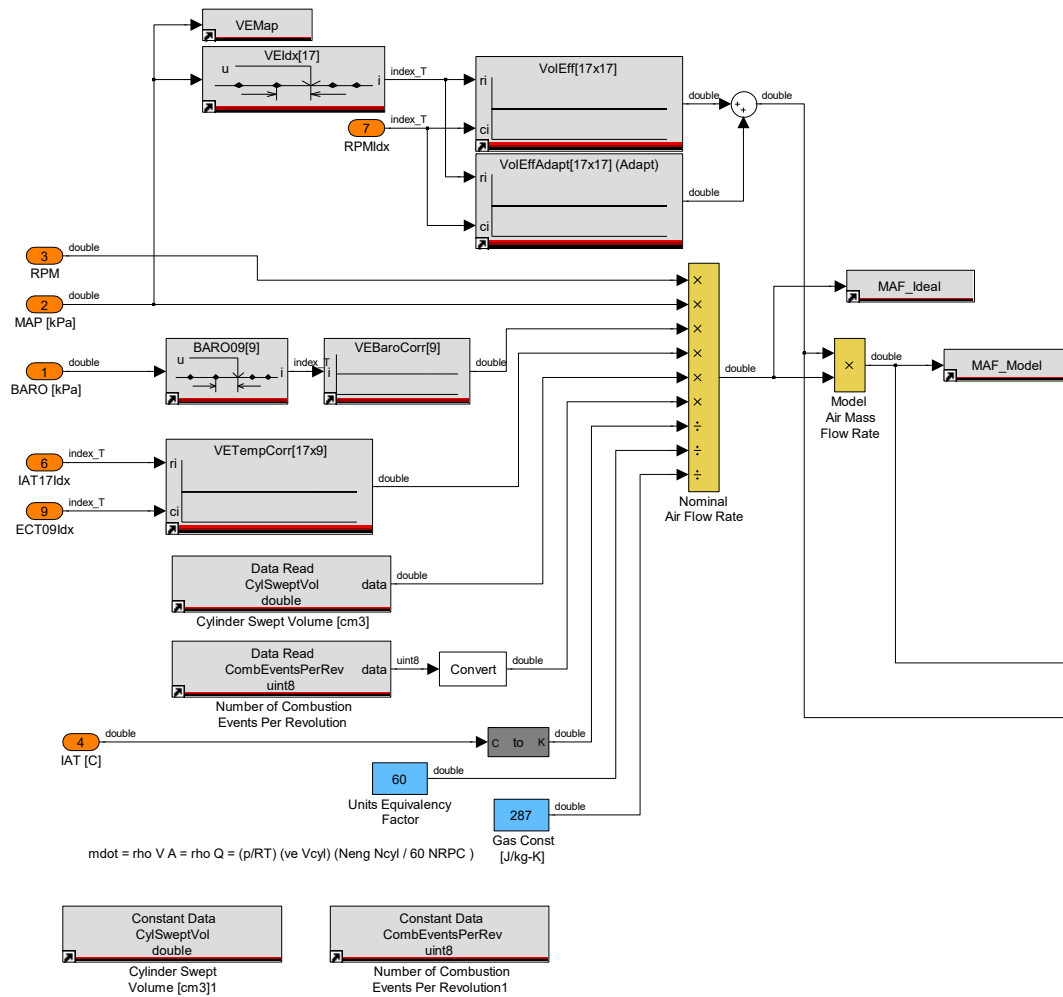 VEMap
VEIdx[17]
u
i
index_T
7
RPMIdx
index_T
VolEff[17x17]
ri
ci
double
+
+
double
VolEffAdapt[17x17] (Adapt)
ri
ci
double
3
RPM
double
2
MAP [kPa]
double
1
BARO [kPa]
double
BARO09[9]
u
i
index_T
VEBaroCorr[9]
i
double
6
IAT17Idx
index_T
9
ECT09Idx
index_T
VETempCorr[17x9]
ri
ci
double
Data Read
CylSweptVol
double
data
double
Cylinder Swept Volume [cm3]
Data Read
CombEventsPerRev
uint8
data
uint8
Number of Combustion
Events Per Revolution
Convert
double
4
IAT [C]
double
C to K
double
60
double
Units Equivalency
Factor
287
double
Gas Const
[J/kg-K]
×
×
×
×
×
×
÷
÷
÷
Nominal
Air Flow Rate
double
MAF_Ideal
×
Model
Air Mass
Flow Rate
double
MAF_Model
mdot = rho V A = rho Q = (p/RT) (ve Vcyl) (Neng Ncyl / 60 NRPC )
Constant Data
CylSweptVol
double
Cylinder Swept
Volume [cm3]1
Constant Data
CombEventsPerRev
uint8
Number of Combustion
Events Per Revolution1